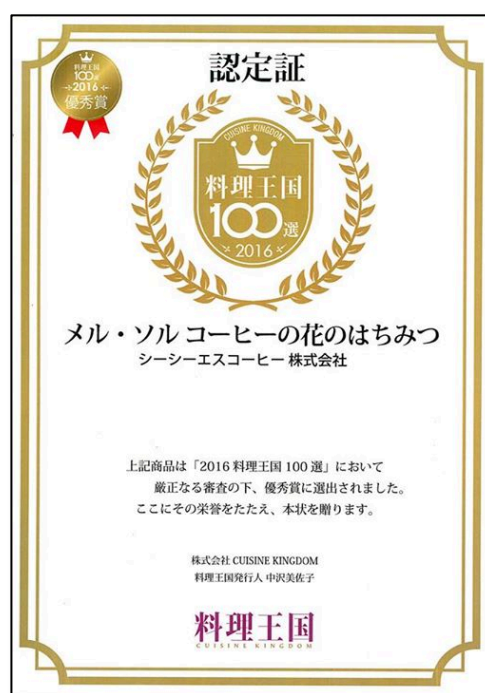 認定証
料理王国
100選
2016
優秀賞
CUISINE KINGDOM
料理王国
100選
2016
メル・ソル コーヒーの花のはちみつ
シーシーエスコーヒー 株式会社
上記商品は「2016 料理王国 100 選」において
厳正なる審査の下、優秀賞に選出されました。
ここにその栄誉をたたえ、本状を贈ります。
株式会社 CUISINE KINGDOM
料理王国発行人 中沢美佐子
料理王国
CUISINE KINGDOM